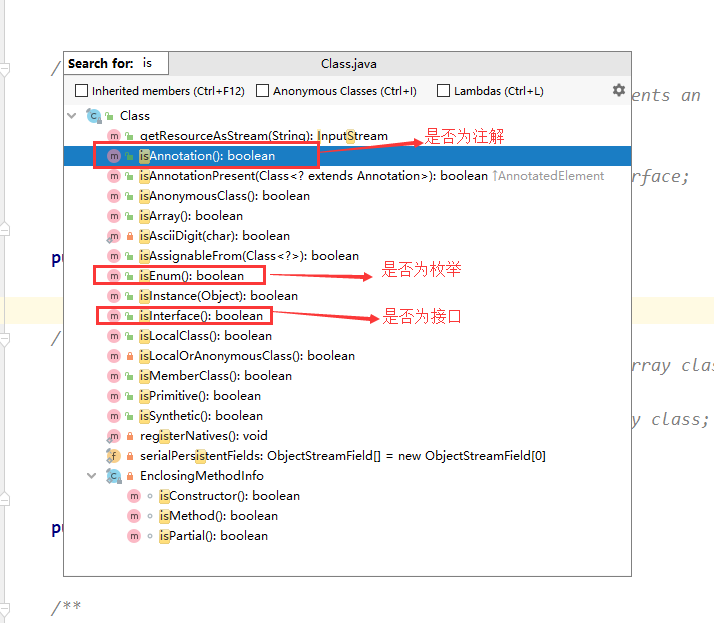 /
Search for: is Class.java
Inherited members (Ctrl+F12) Anonymous Classes (Ctrl+I) Lambdas (Ctrl+L)
ents an
Class
getResourceAsStream(String): InputStream
是否为注解
isAnnotation(): boolean
isAnnotationPresent(Class<? extends Annotation>): boolean ↑AnnotatedElement
rface;
isAnonymousClass(): boolean
isArray(): boolean
isAsciiDigit(char): boolean
isAssignableFrom(Class<?>): boolean
pu
isEnum(): boolean
是否为枚举
isInstance(Object): boolean
isInterface(): boolean
是否为接口
isLocalClass(): boolean
/
isLocalOrAnonymousClass(): boolean
rray clas
isMemberClass(): boolean
isPrimitive(): boolean
isSynthetic(): boolean
y class;
registerNatives(): void
serialPersistentFields: ObjectStreamField[] = new ObjectStreamField[0]
EnclosingMethodInfo
isConstructor(): boolean
isMethod(): boolean
pu
isPartial(): boolean
/**